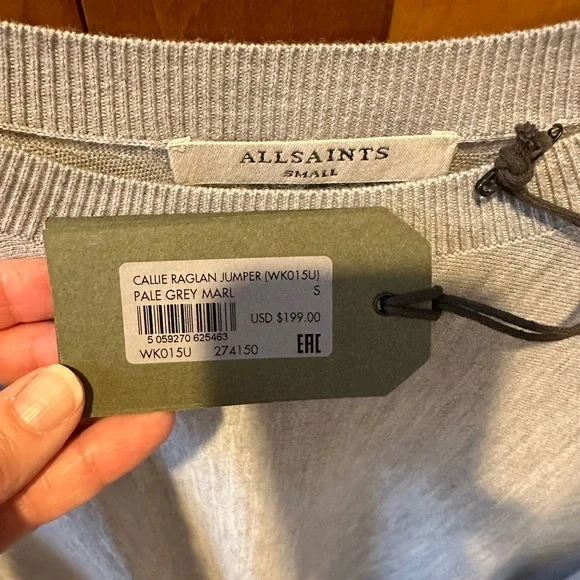 ALLSAINTS
SMALL
CALLIE RAGLAN JUMPER (WK015U)
PALE GREY MARL S
USD $199.00
5 059270 625463
WK015U 274150 EAC